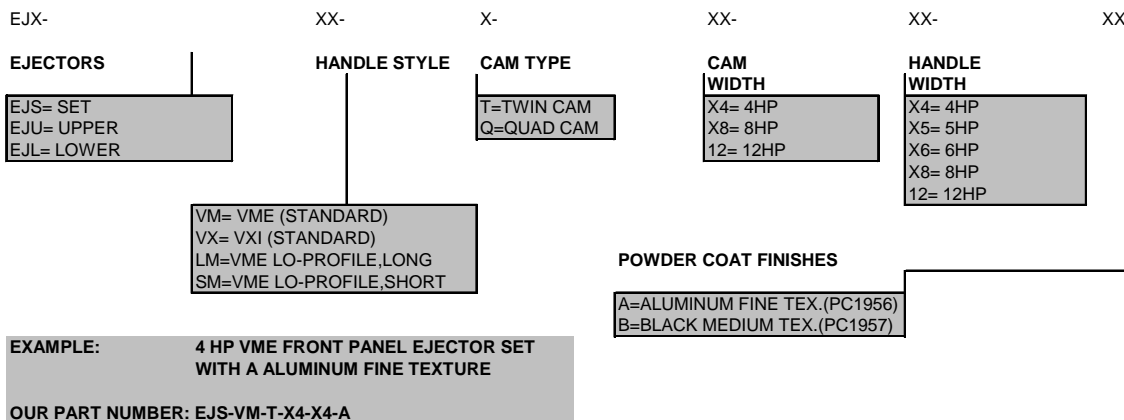 EJX- XX- X- XX- XX- XX
EJECTORS HANDLE STYLE CAM TYPE CAM HANDLE
WIDTH WIDTH
EJS= SET T=TWIN CAM X4= 4HP X4= 4HP
EJU= UPPER Q=QUAD CAM X8= 8HP X5= 5HP
EJL= LOWER 12= 12HP X6= 6HP
X8= 8HP
12= 12HP
VM= VME (STANDARD)
VX= VXI (STANDARD)
LM=VME LO-PROFILE,LONG
SM=VME LO-PROFILE,SHORT
POWDER COAT FINISHES
A=ALUMINUM FINE TEX.(PC1956)
B=BLACK MEDIUM TEX.(PC1957)
EXAMPLE: 4 HP VME FRONT PANEL EJECTOR SET
WITH A ALUMINUM FINE TEXTURE
OUR PART NUMBER: EJS-VM-T-X4-X4-A